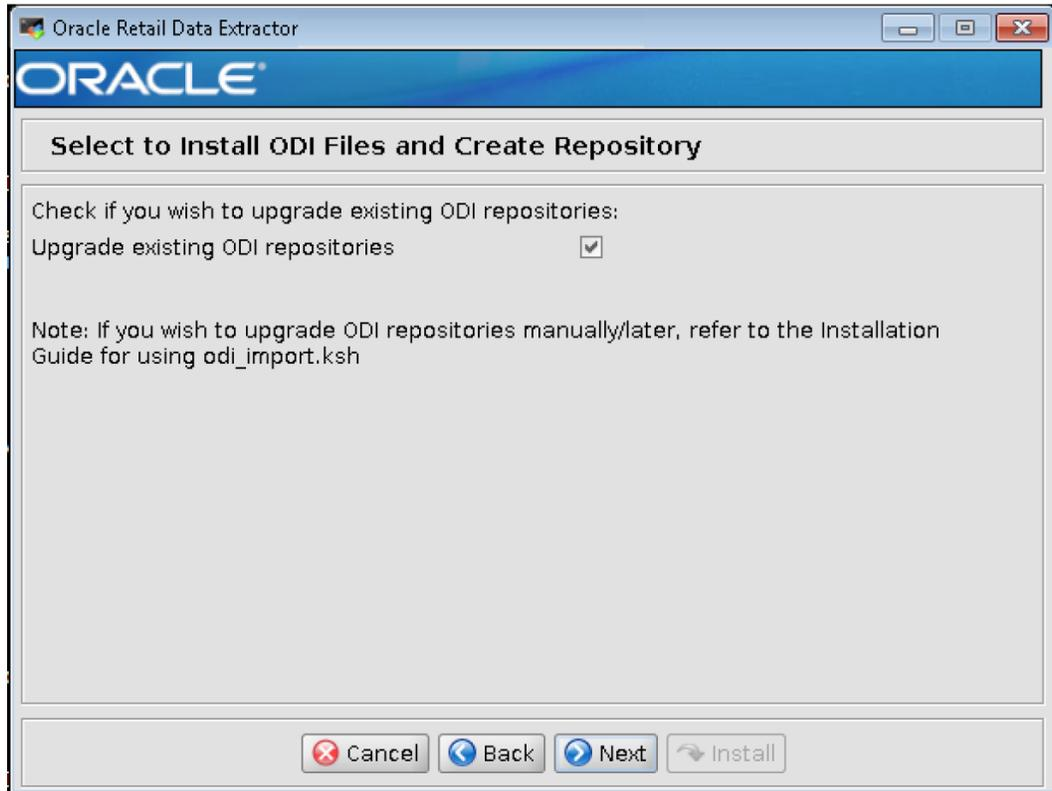 Oracle Retail Data Extractor
ORACLE®
Select to Install ODI Files and Create Repository
Check if you wish to upgrade existing ODI repositories:
Upgrade existing ODI repositories
Note: If you wish to upgrade ODI repositories manually/later, refer to the Installation
Guide for using odi_import.ksh
Cancel Back Next Install